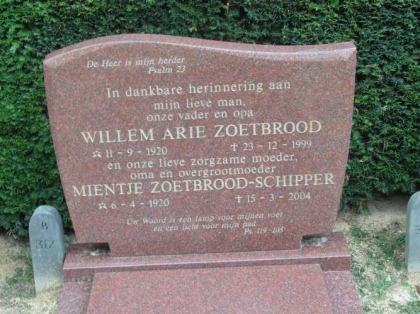 De Heer is mijn herder
Psalm 23
In dankbare herinnering aan
mijn lieve man,
onze vader en opa
WILLEM ARIE ZOETBROOD
☆ 11 - 9 - 1920 † 23 - 12 - 1999
en onze lieve zorgzame moeder,
oma en overgrootmoeder
MIENTJE ZOETBROOD-SCHIPPER
☆ 6 - 4 - 1920 † 15 - 3 - 2004
Uw Woord is een lamp voor mijnen voet
en een licht voor mijn pad.
Ps. 119-105
B
317